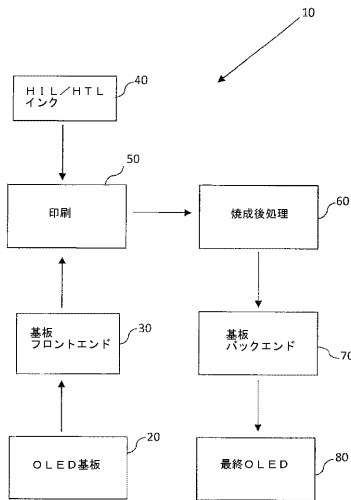 10
ＨＩＬ／ＨＴＬ
インク
40
50
印刷
焼成後処理
60
基板
フロントエンド
30
基板
バックエンド
70
20
ＯＬＥＤ基板
最終ＯＬＥＤ
80